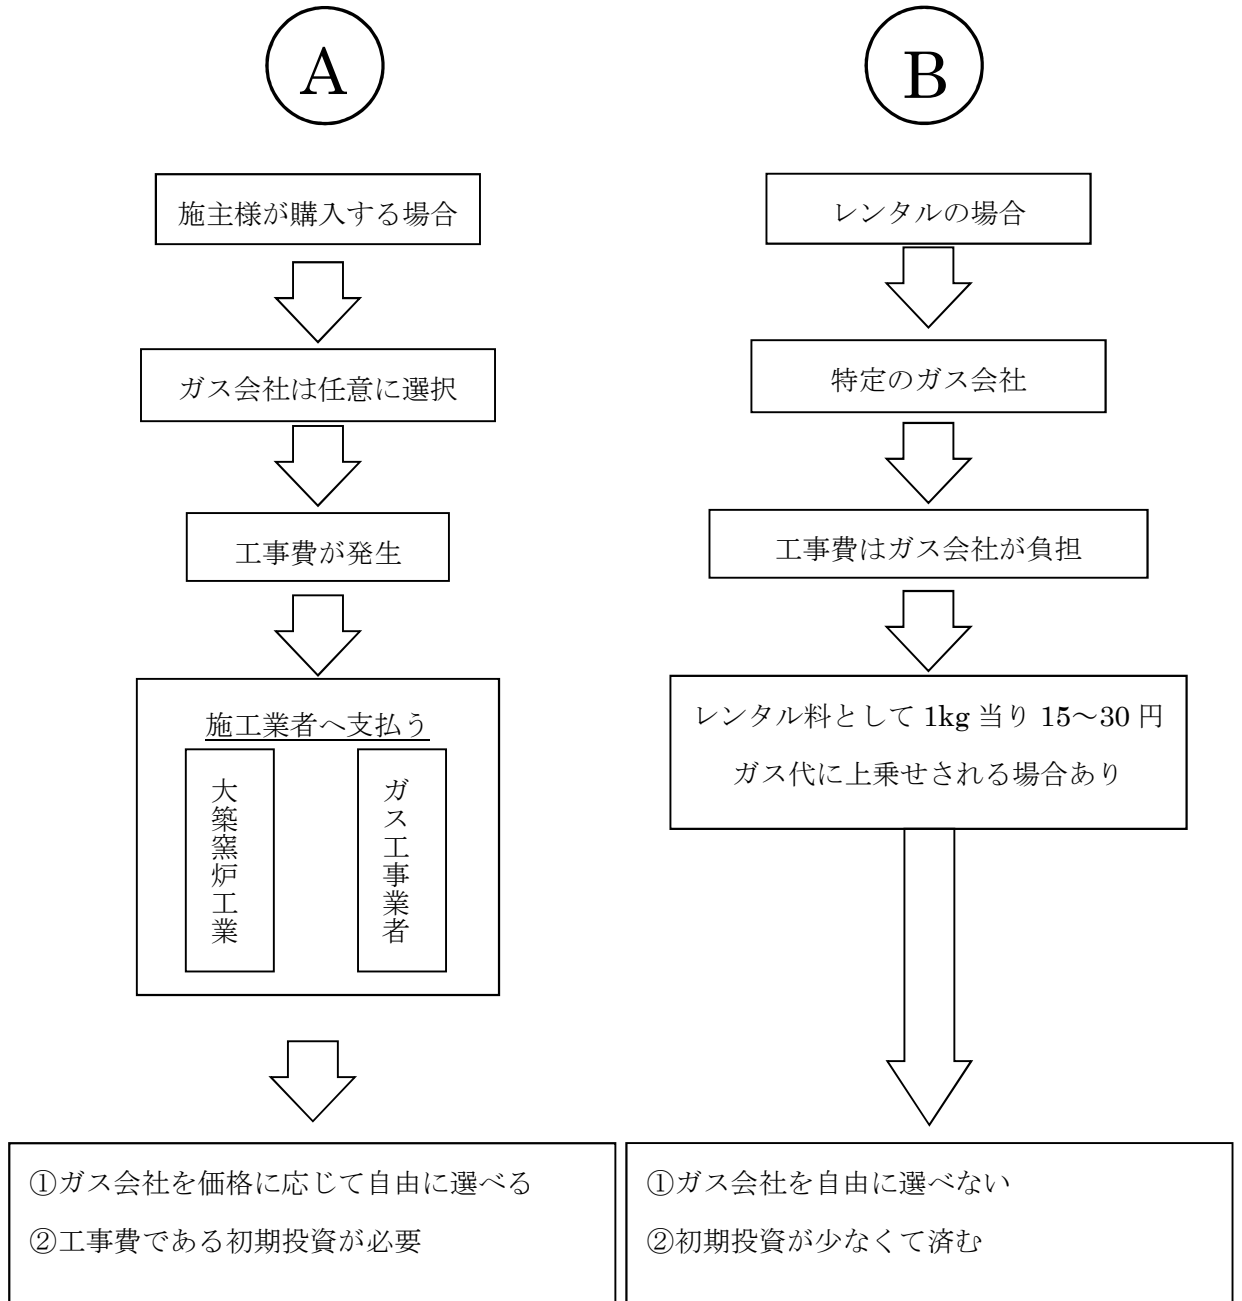 A
施主様が購入する場合
ガス会社は任意に選択
工事費が発生
施工業者へ支払う
大築窯炉工業
ガス工事業者
①ガス会社を価格に応じて自由に選べる
②工事費である初期投資が必要
B
レンタルの場合
特定のガス会社
工事費はガス会社が負担
レンタル料として 1kg 当り 15～30 円
ガス代に上乗せされる場合あり
①ガス会社を自由に選べない
②初期投資が少なくて済む